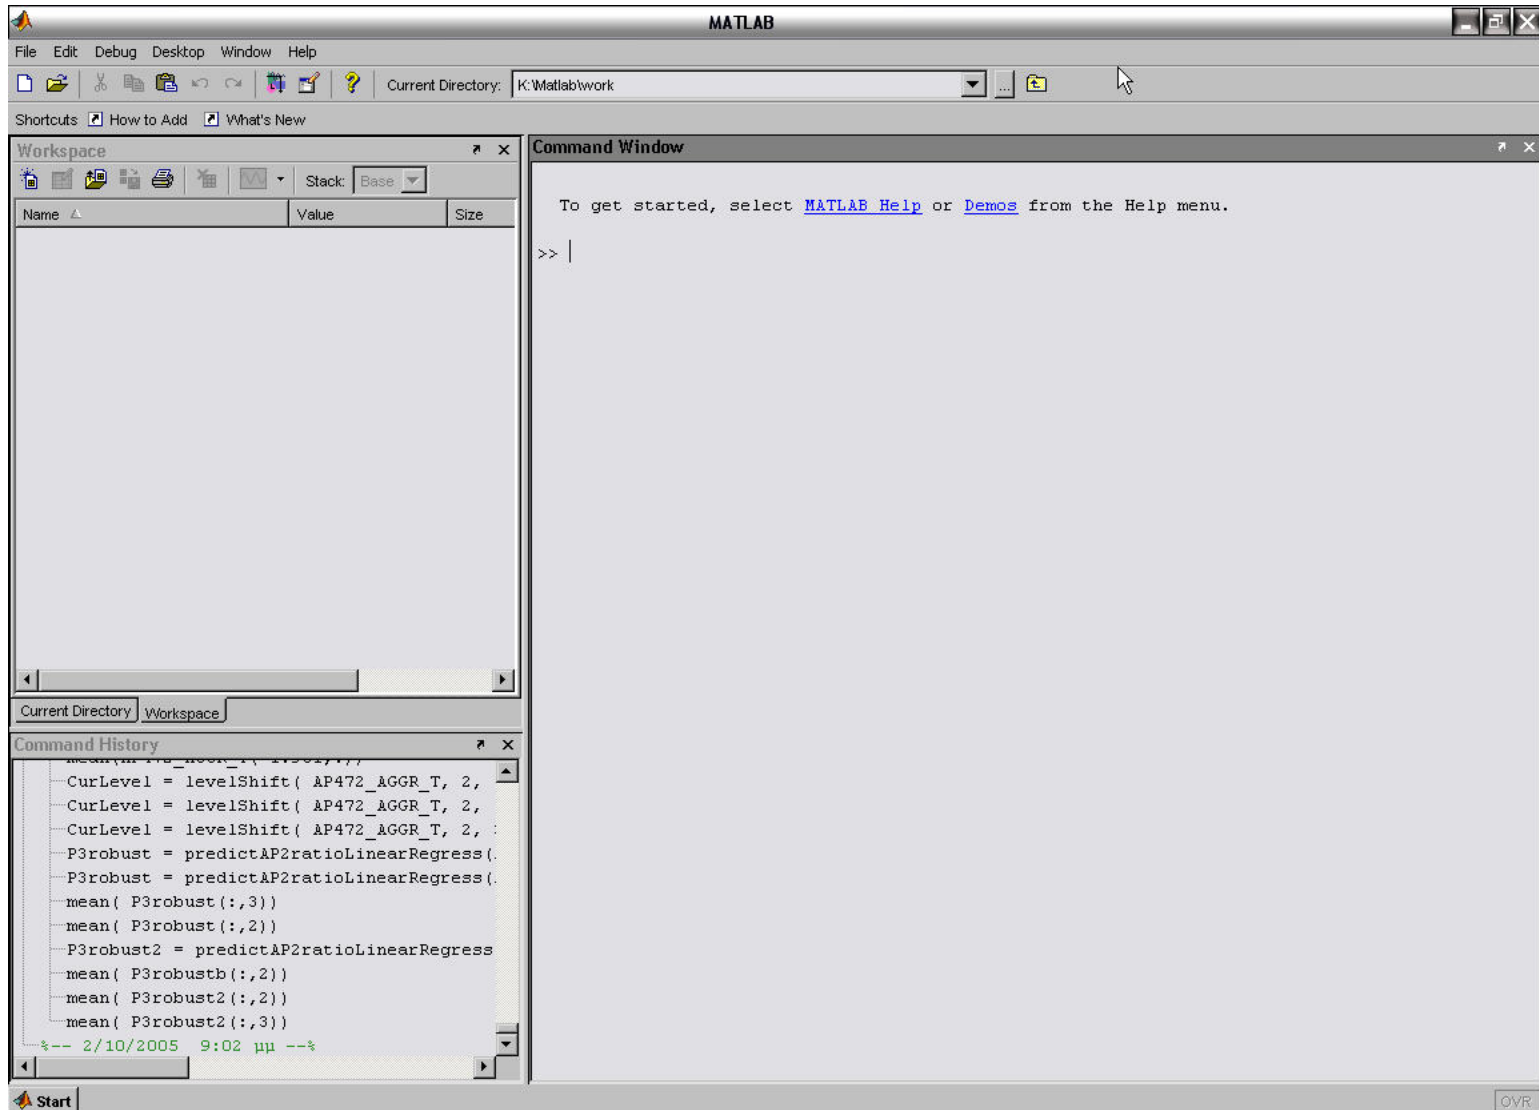 MATLAB
File Edit Debug Desktop Window Help
Current Directory: K:\Matlab\work
Shortcuts How to Add What's New
Workspace
Stack: Base
Name Value Size
Current Directory Workspace
Command History
CurLevel = levelShift( AP472_AGGR_T, 2,
CurLevel = levelShift( AP472_AGGR_T, 2,
CurLevel = levelShift( AP472_AGGR_T, 2,
P3robust = predictAP2ratioLinearRegress(
P3robust = predictAP2ratioLinearRegress(
mean( P3robust(:,3))
mean( P3robust(:,2))
P3robust2 = predictAP2ratioLinearRegress
mean( P3robustb(:,2))
mean( P3robust2(:,2))
mean( P3robust2(:,3))
%-- 2/10/2005 9:02 μμ --%
Command Window
To get started, select MATLAB Help or Demos from the Help menu.
>>
Start
OVR